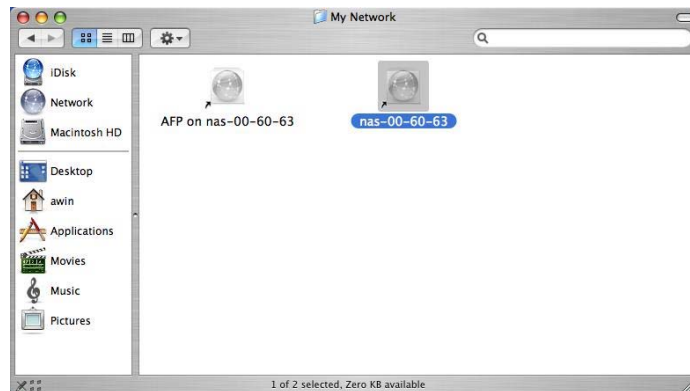 My Network
iDisk
Network
Macintosh HD
Desktop
awin
Applications
Movies
Music
Pictures
AFP on nas-00-60-63
nas-00-60-63
1 of 2 selected, Zero KB available